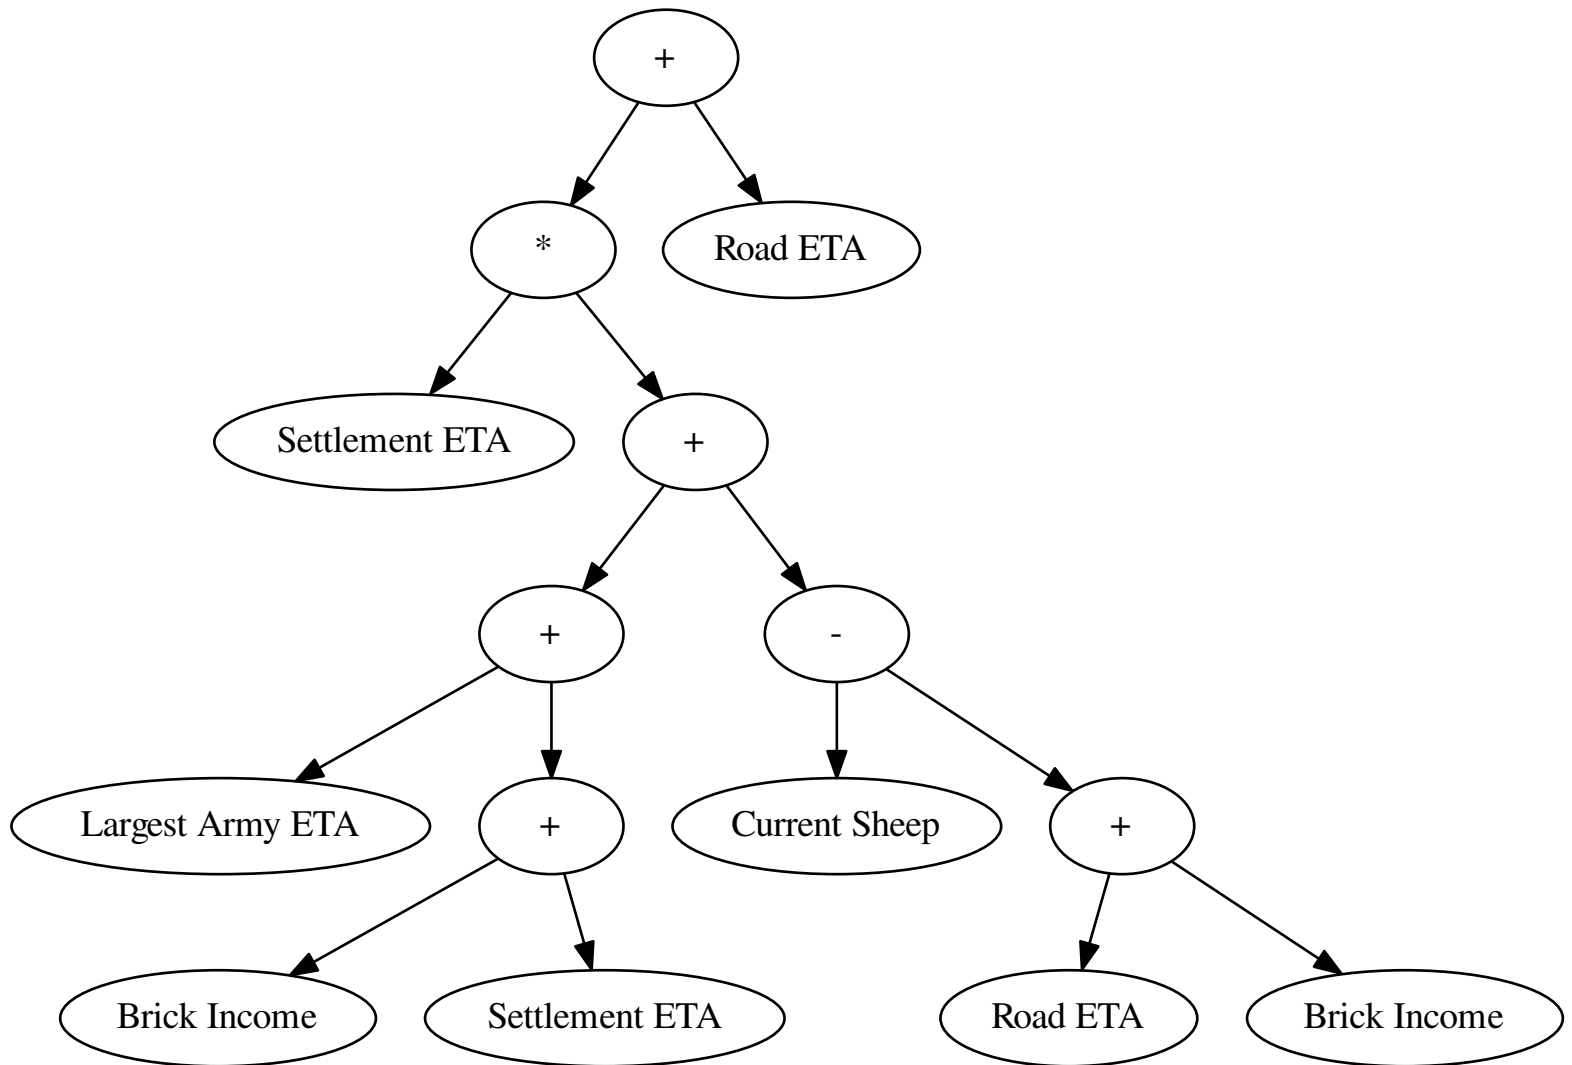 +
*
Road ETA
Settlement ETA
+
+
-
Largest Army ETA
+
Current Sheep
+
Brick Income
Settlement ETA
Road ETA
Brick Income